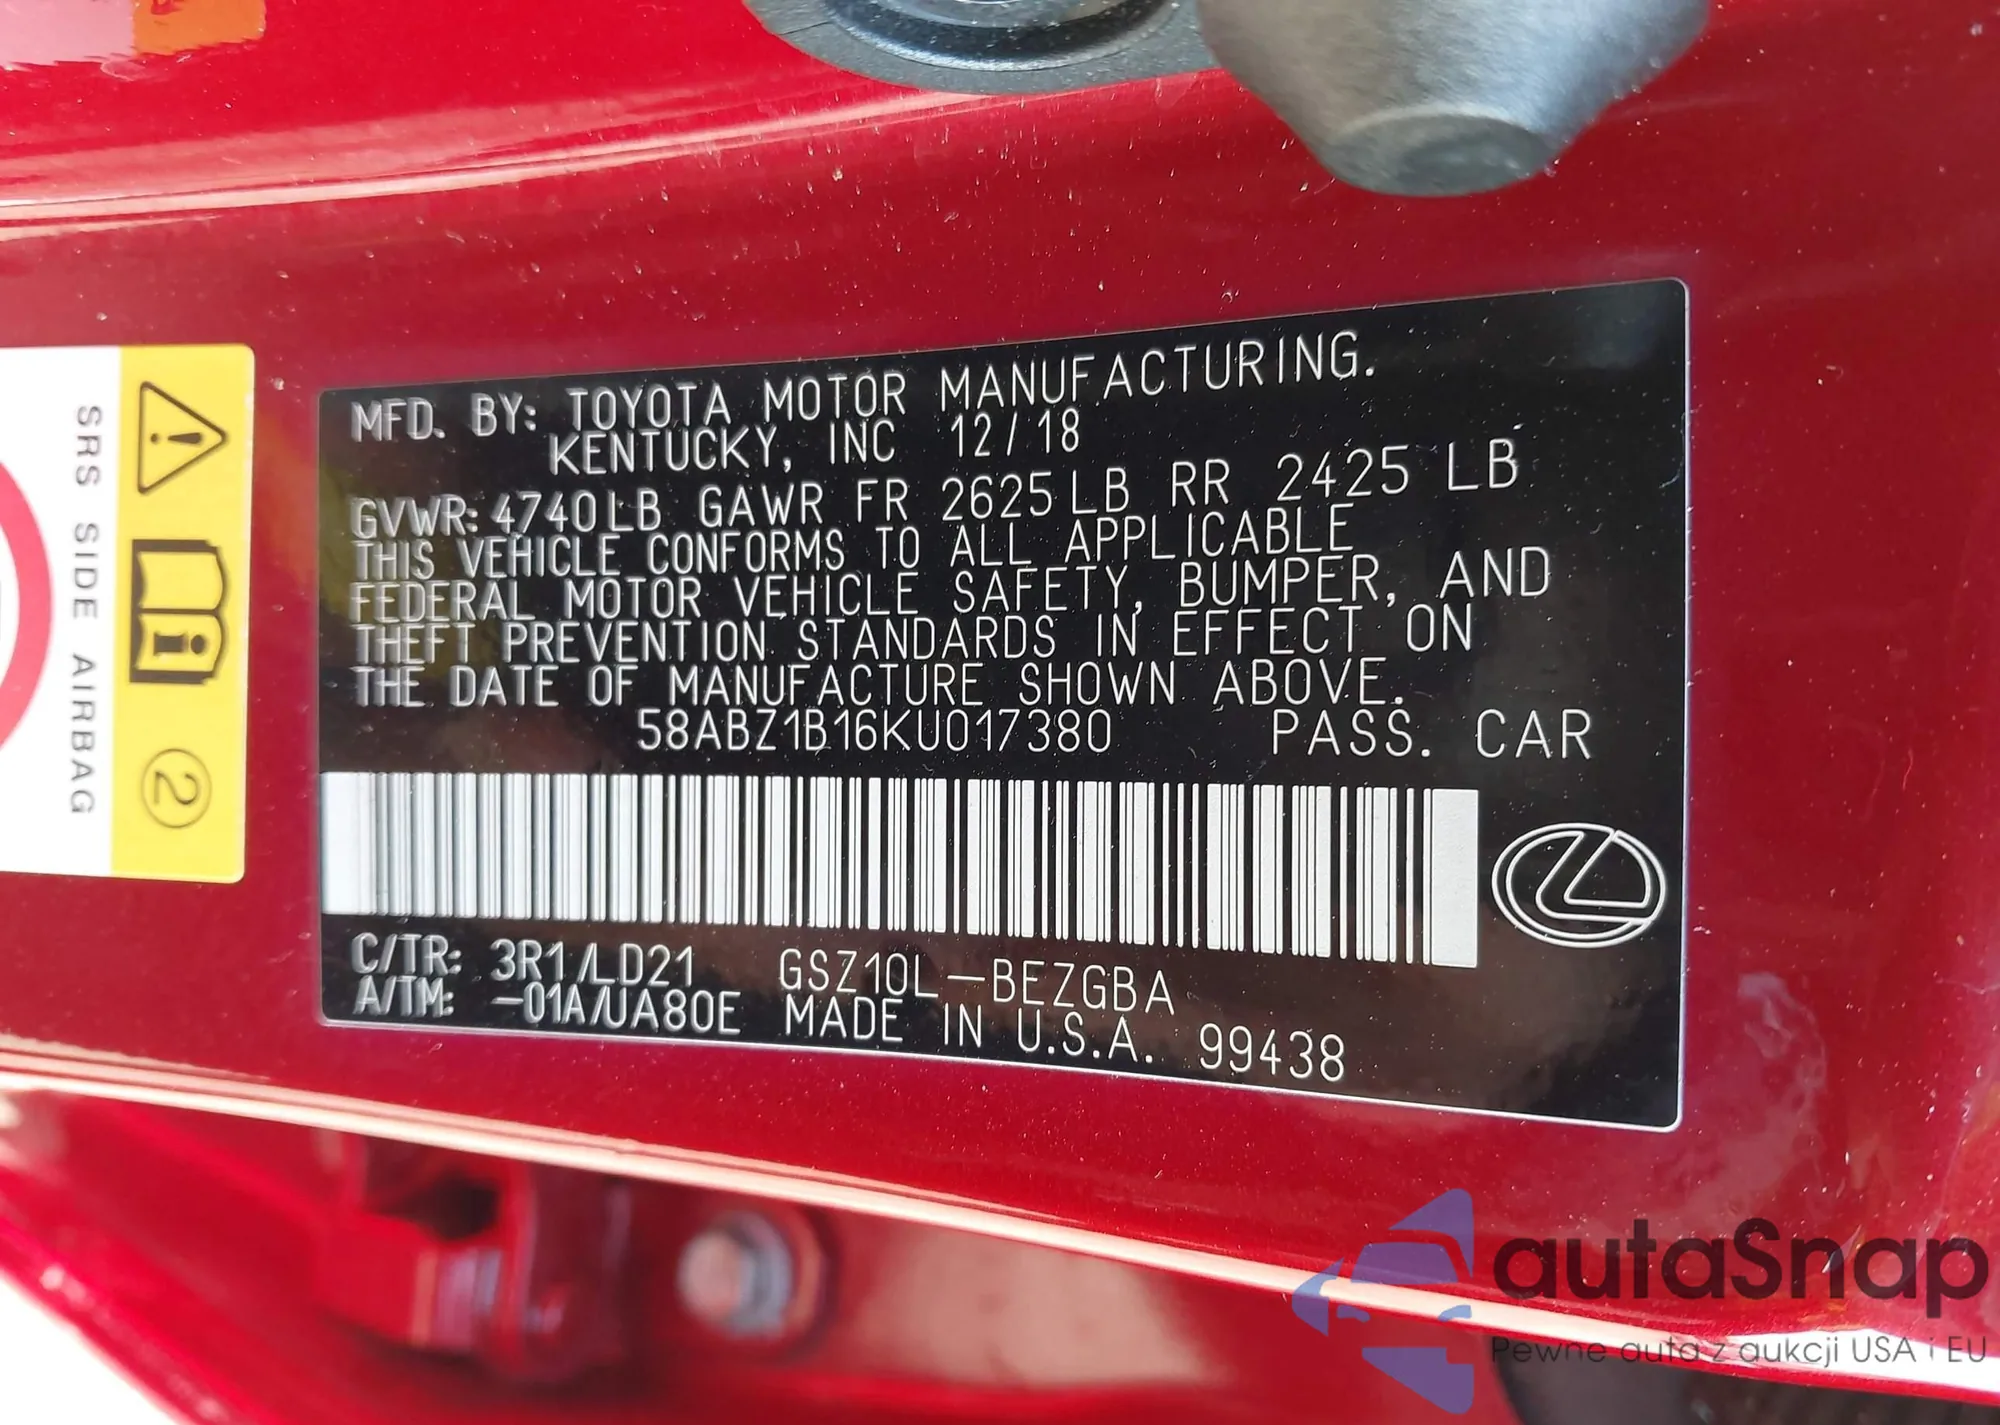 MFD. BY: TOYOTA MOTOR MANUFACTURING.
KENTUCKY, INC 12/18
GVWR: 4740LB GAWR FR 2625LB RR 2425 LB
THIS VEHICLE CONFORMS TO ALL APPLICABLE
FEDERAL MOTOR VEHICLE SAFETY, BUMPER, AND
THEFT PREVENTION STANDARDS IN EFFECT ON
THE DATE OF MANUFACTURE SHOWN ABOVE.
58ABZ1B16KU017380 PASS. CAR
C/TR: 3R1/LD21 GSZ10L-BEZGBA
A/TM: -01A/UA80E MADE IN U.S.A. 99438
SRS SIDE AIRBAG
2
autaSnap
Pewne auta z aukcji USA i EU